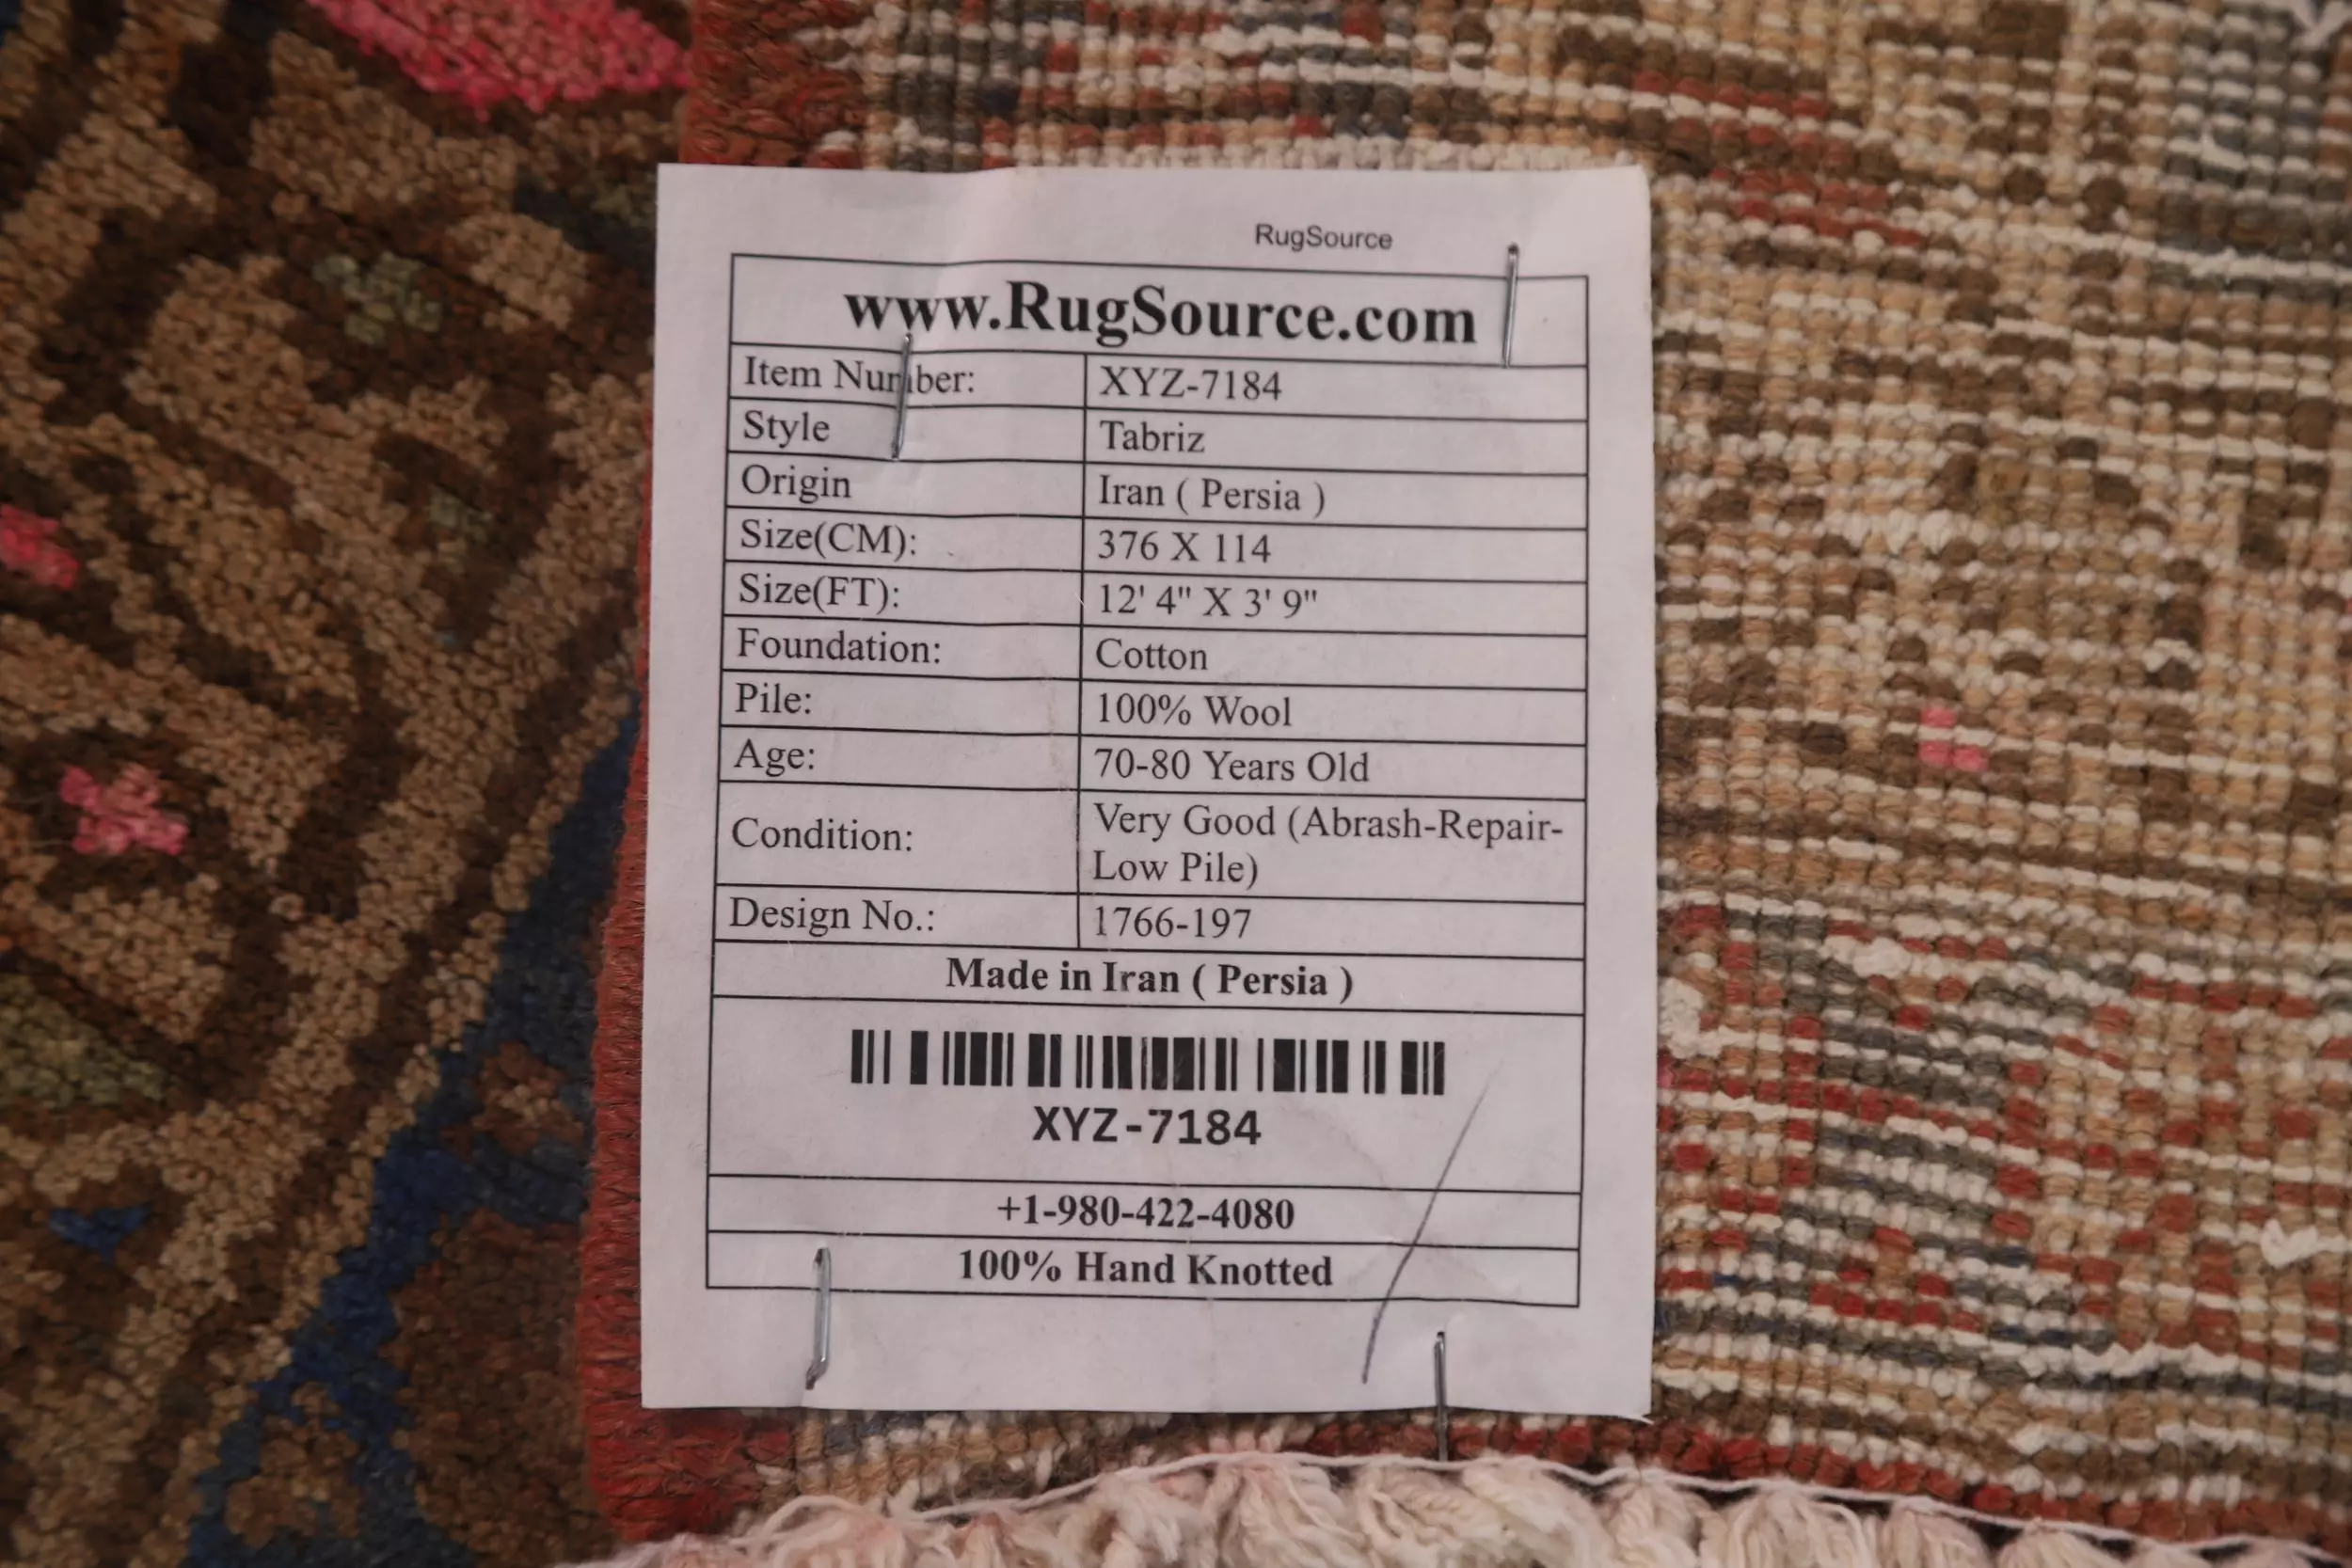 RugSource
www.RugSource.com
Item Number: XYZ-7184
Style Tabriz
Origin Iran ( Persia )
Size(CM): 376 X 114
Size(FT): 12' 4" X 3' 9"
Foundation: Cotton
Pile: 100% Wool
Age: 70-80 Years Old
Condition: Very Good (Abrash-Repair-
Low Pile)
Design No.: 1766-197
Made in Iran ( Persia )
XYZ-7184
+1-980-422-4080
100% Hand Knotted